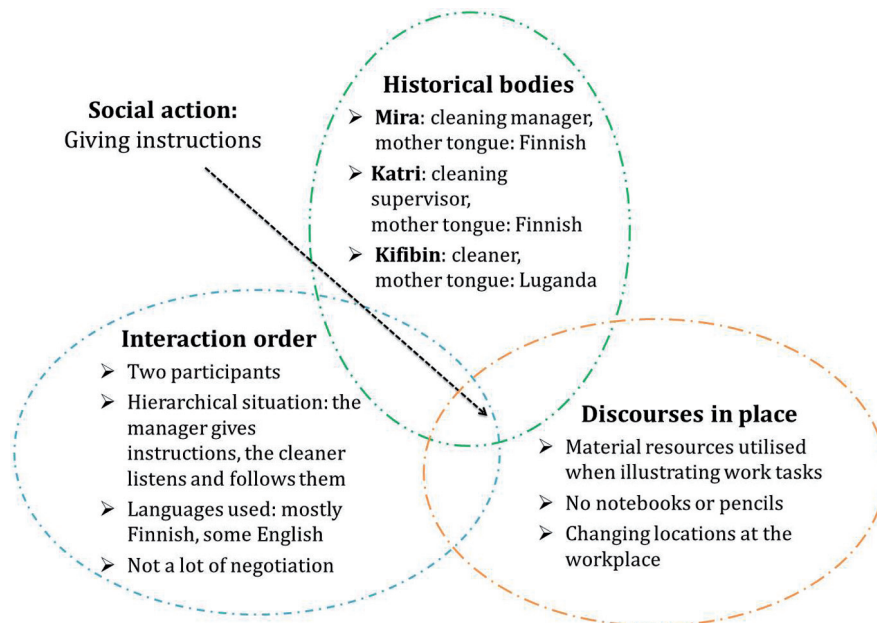 Social action:
Giving instructions
Historical bodies
➢ Mira: cleaning manager,
mother tongue: Finnish
➢ Katri: cleaning
supervisor,
mother tongue: Finnish
➢ Kifibin: cleaner,
mother tongue: Luganda
Interaction order
➢ Two participants
➢ Hierarchical situation: the
manager gives
instructions, the cleaner
listens and follows them
➢ Languages used: mostly
Finnish, some English
➢ Not a lot of negotiation
Discourses in place
➢ Material resources utilised
when illustrating work tasks
➢ No notebooks or pencils
➢ Changing locations at the
workplace